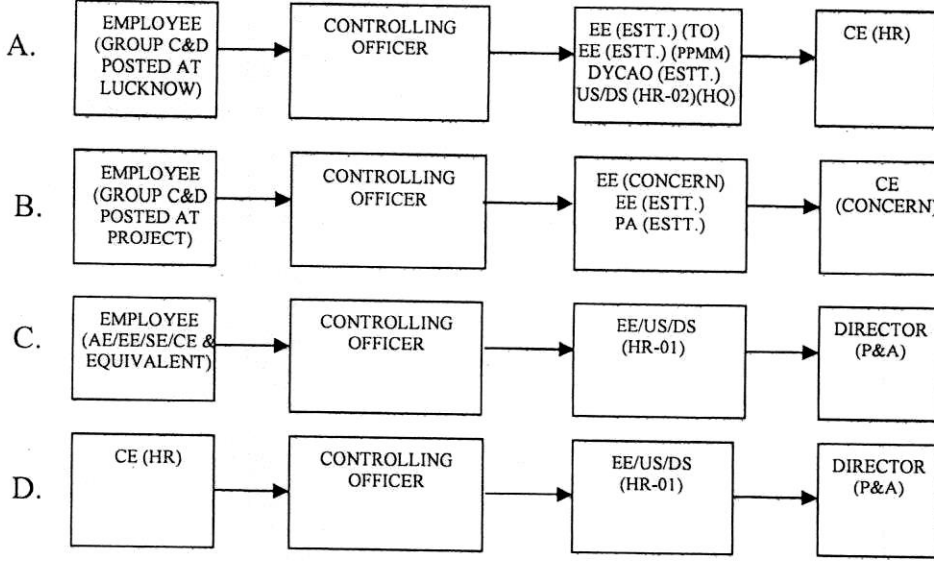 A.
EMPLOYEE
(GROUP C&D
POSTED AT
LUCKNOW)
CONTROLLING
OFFICER
EE (ESTT.) (TO)
EE (ESTT.) (PPMM)
DYCAO (ESTT.)
US/DS (HR-02)(HQ)
CE (HR)
B.
EMPLOYEE
(GROUP C&D
POSTED AT
PROJECT)
CONTROLLING
OFFICER
EE (CONCERN)
EE (ESTT.)
PA (ESTT.)
CE
(CONCERN)
C.
EMPLOYEE
(AE/EE/SE/CE &
EQUIVALENT)
CONTROLLING
OFFICER
EE/US/DS
(HR-01)
DIRECTOR
(P&A)
D.
CE (HR)
CONTROLLING
OFFICER
EE/US/DS
(HR-01)
DIRECTOR
(P&A)